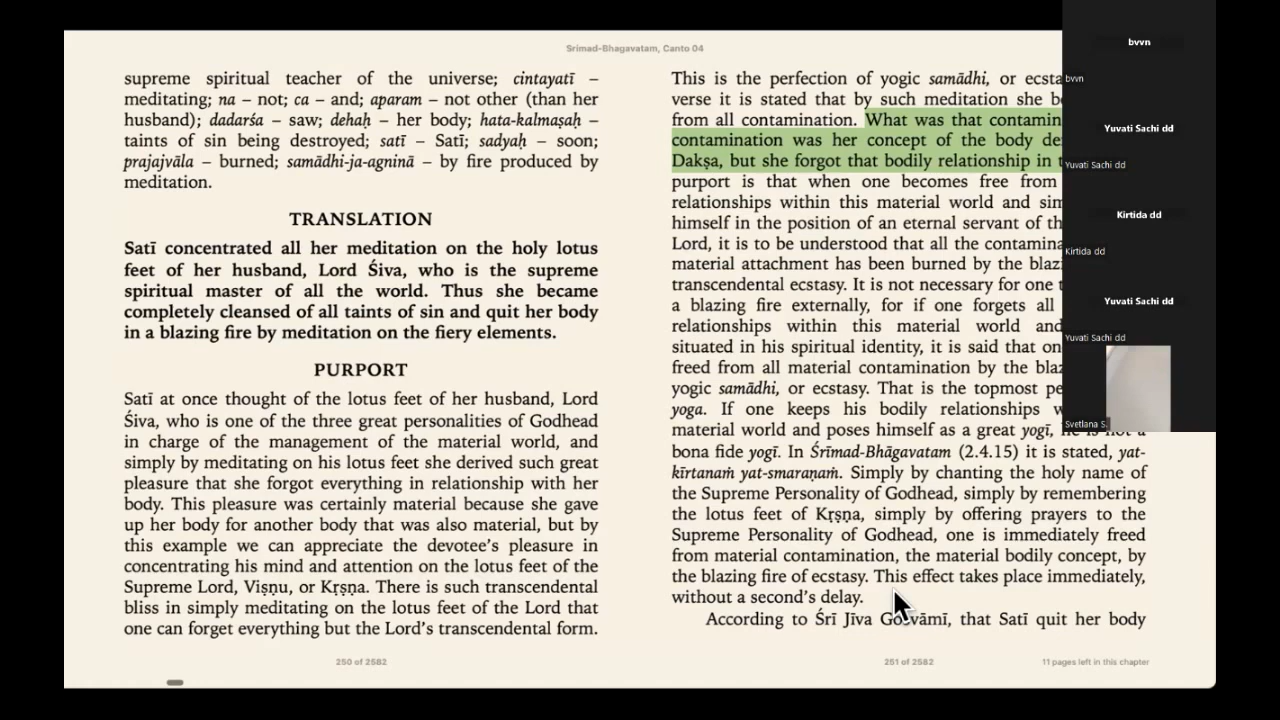 Srimad-Bhagavatam, Canto 04
supreme spiritual teacher of the universe; cintayatī –
meditating; na – not; ca – and; aparam – not other (than her
husband); dadarśa – saw; dehaḥ – her body; hata-kalmaṣaḥ –
taints of sin being destroyed; satī – Satī; sadyaḥ – soon;
prajajvāla – burned; samādhi-ja-agninā – by fire produced by
meditation.
TRANSLATION
Satī concentrated all her meditation on the holy lotus
feet of her husband, Lord Śiva, who is the supreme
spiritual master of all the world. Thus she became
completely cleansed of all taints of sin and quit her body
in a blazing fire by meditation on the fiery elements.
PURPORT
Satī at once thought of the lotus feet of her husband, Lord
Śiva, who is one of the three great personalities of Godhead
in charge of the management of the material world, and
simply by meditating on his lotus feet she derived such great
pleasure that she forgot everything in relationship with her
body. This pleasure was certainly material because she gave
up her body for another body that was also material, but by
this example we can appreciate the devotee’s pleasure in
concentrating his mind and attention on the lotus feet of the
Supreme Lord, Viṣṇu, or Kṛṣṇa. There is such transcendental
bliss in simply meditating on the lotus feet of the Lord that
one can forget everything but the Lord’s transcendental form.
250 of 2582
This is the perfection of yogic samādhi, or
verse it is stated that by such meditation she
from all contamination. What was that
contamination was her concept of the body
Dakṣa, but she forgot that bodily relationship in
purport is that when one becomes free from
relationships within this material world and
himself in the position of an eternal servant of
Lord, it is to be understood that all the
material attachment has been burned by the
transcendental ecstasy. It is not necessary for one
a blazing fire externally, for if one forgets all
relationships within this material world and
situated in his spiritual identity, it is said that
freed from all material contamination by the
yogic samādhi, or ecstasy. That is the topmost
yoga. If one keeps his bodily relationships
material world and poses himself as a great yogī, he is not a
bona fide yogī. In Śrīmad-Bhāgavatam (2.4.15) it is stated, yat-
kīrtanaṁ yat-smaraṇaṁ. Simply by chanting the holy name of
the Supreme Personality of Godhead, simply by remembering
the lotus feet of Kṛṣṇa, simply by offering prayers to the
Supreme Personality of Godhead, one is immediately freed
from material contamination, the material bodily concept, by
the blazing fire of ecstasy. This effect takes place immediately,
without a second’s delay.
According to Śrī Jīva Gosvāmī, that Satī quit her body
251 of 2582
11 pages left in this chapter
bvvn
bvvn
Yuvati Sachi dd
Yuvati Sachi dd
Kirtida dd
Kirtida dd
Yuvati Sachi dd
Yuvati Sachi dd
Svetlana S.